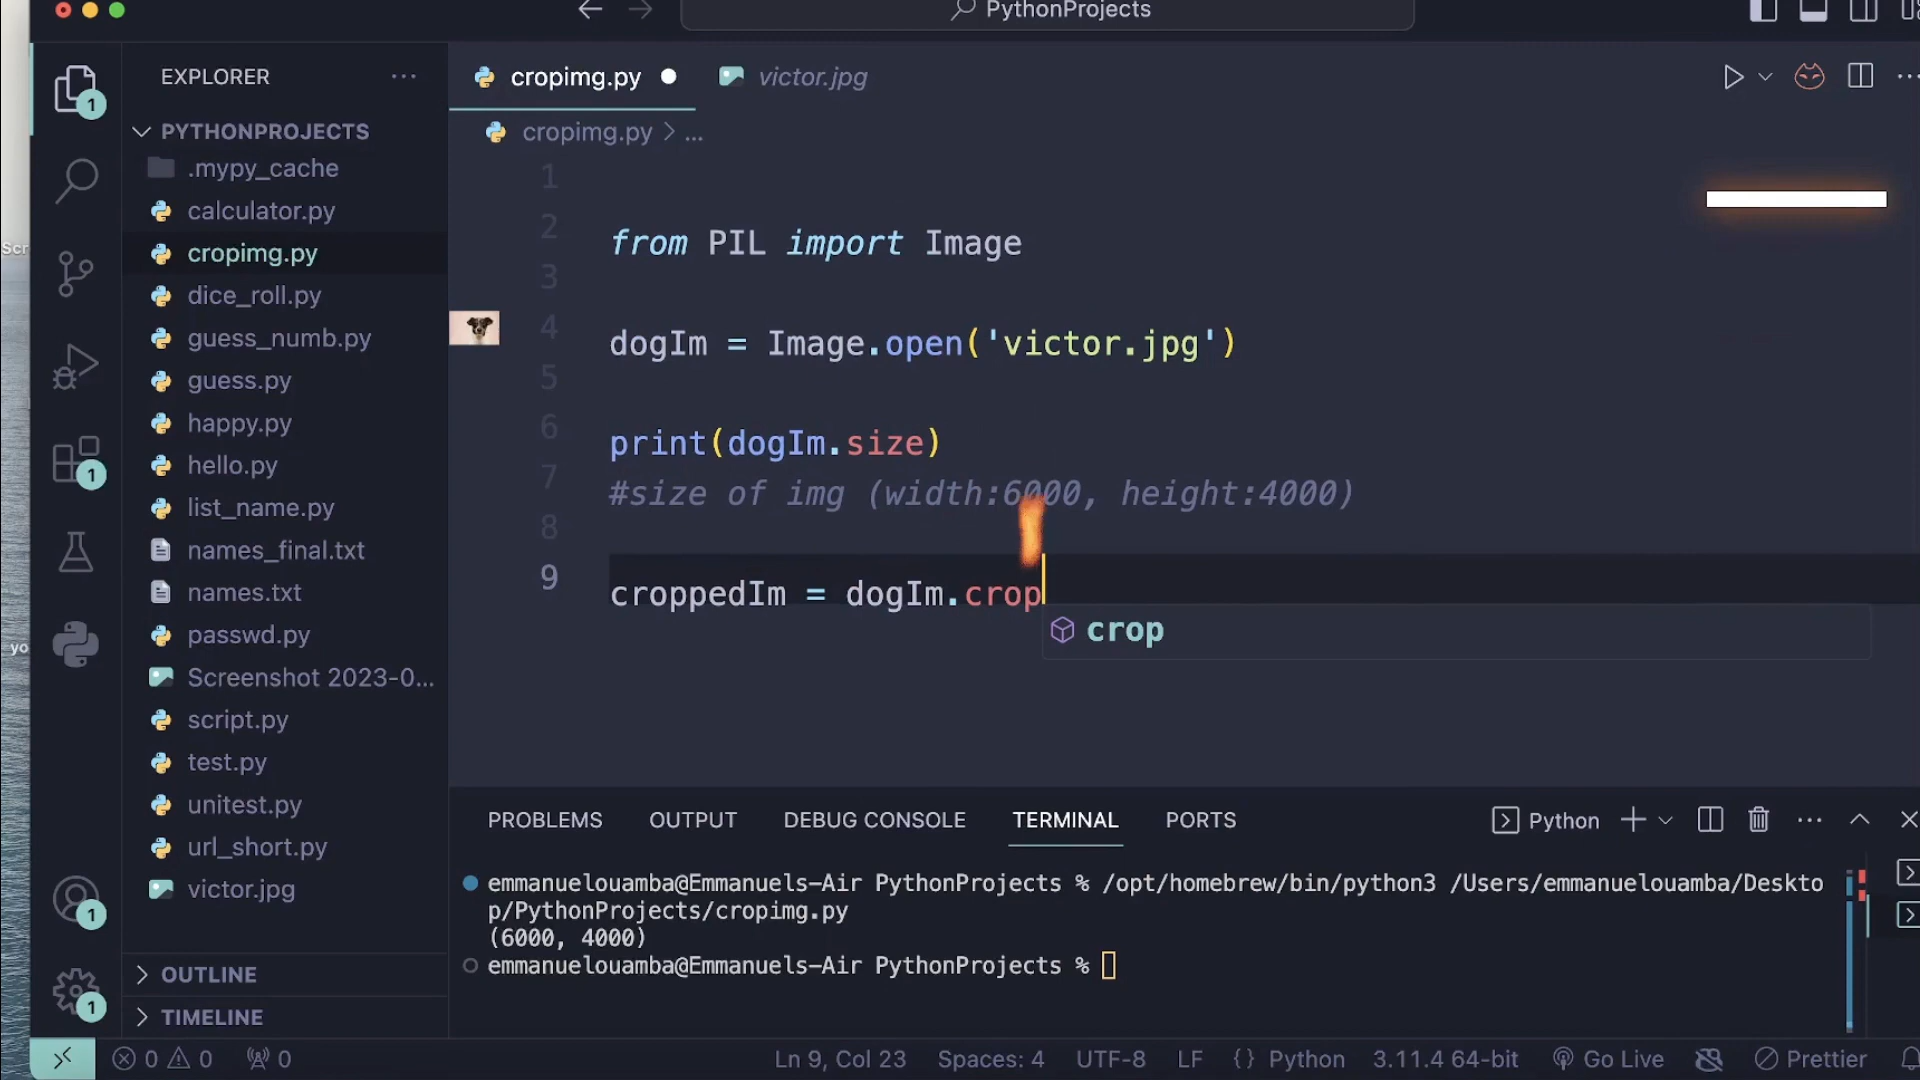 PythonProjects
EXPLORER
PYTHONPROJECTS
.mypy_cache
calculator.py
cropimg.py
dice_roll.py
guess_numb.py
guess.py
happy.py
hello.py
list_name.py
names_final.txt
names.txt
passwd.py
Screenshot 2023-0...
script.py
test.py
unitest.py
url_short.py
victor.jpg
OUTLINE
TIMELINE
1
1
1
1
Scr
yo
cropimg.py victor.jpg
cropimg.py > ...
1
2 from PIL import Image
3
4 dogIm = Image.open('victor.jpg')
5
6 print(dogIm.size)
7 #size of img (width:6000, height:4000)
8
9 croppedIm = dogIm.crop
crop
PROBLEMS OUTPUT DEBUG CONSOLE TERMINAL PORTS Python
emmanuelouamba@Emmanuels-Air PythonProjects % /opt/homebrew/bin/python3 /Users/emmanuelouamba/Deskto
p/PythonProjects/cropimg.py
(6000, 4000)
emmanuelouamba@Emmanuels-Air PythonProjects %
0 0 0 Ln 9, Col 23 Spaces: 4 UTF-8 LF {} Python 3.11.4 64-bit Go Live Prettier